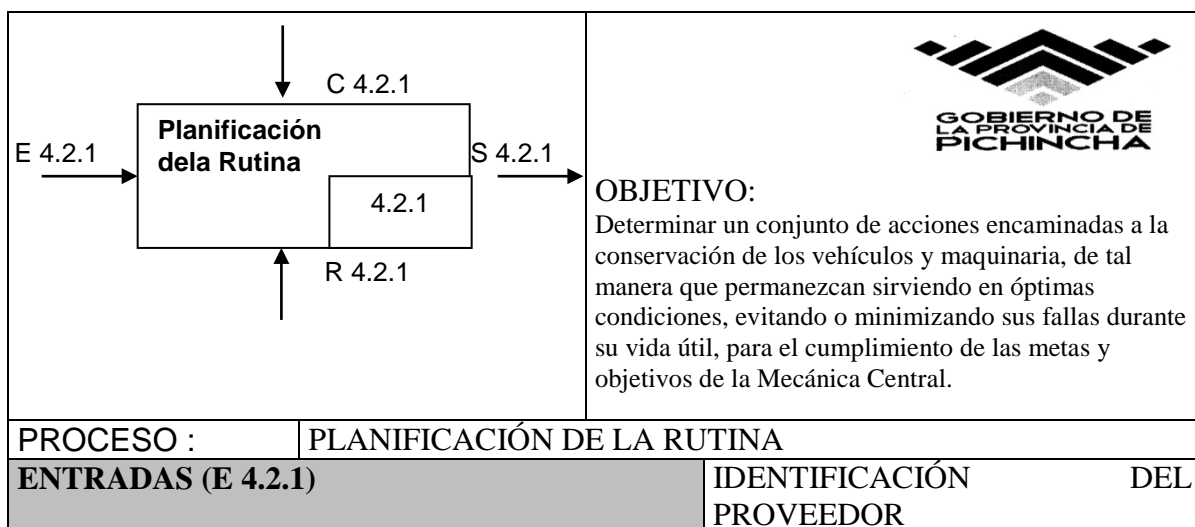 C 4.2.1
Planificación
dela Rutina
E 4.2.1
S 4.2.1
4.2.1
R 4.2.1
GOBIERNO DE
LA PROVINCIA DE
PICHINCHA
OBJETIVO:
Determinar un conjunto de acciones encaminadas a la
conservación de los vehículos y maquinaria, de tal
manera que permanezcan sirviendo en óptimas
condiciones, evitando o minimizando sus fallas durante
su vida útil, para el cumplimiento de las metas y
objetivos de la Mecánica Central.
PROCESO : PLANIFICACIÓN DE LA RUTINA
ENTRADAS (E 4.2.1) IDENTIFICACIÓN DEL
PROVEEDOR